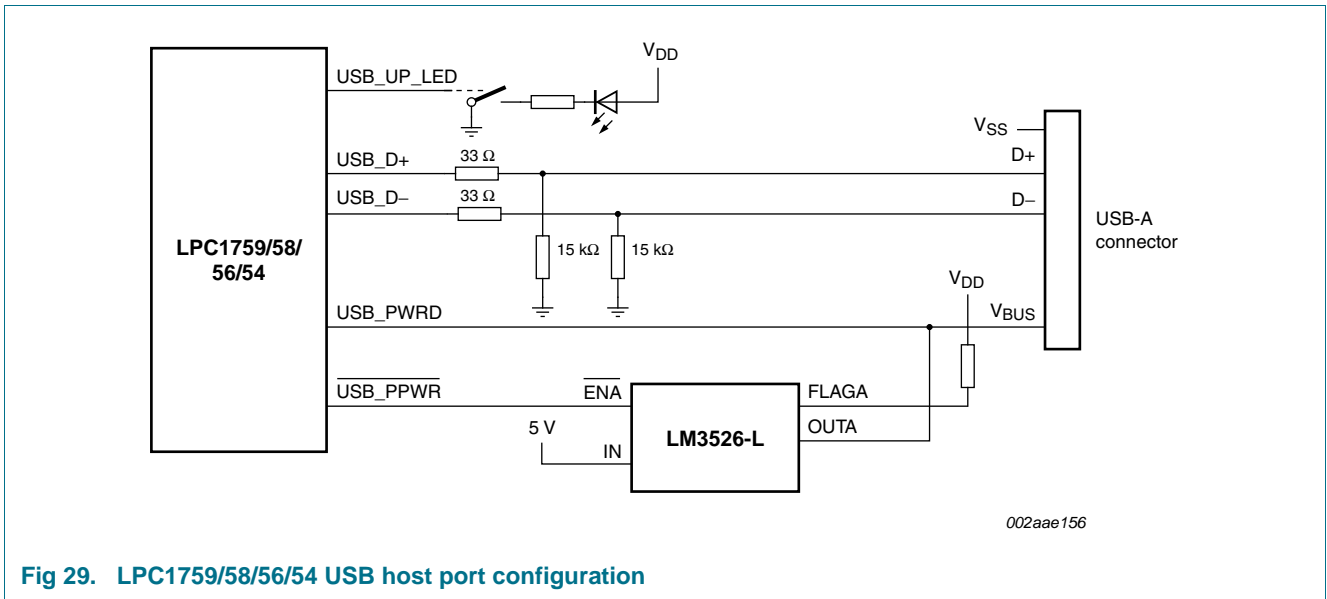 V_DD
USB_UP_LED
V_SS
USB_D+
33 Ω
D+
USB_D−
33 Ω
D−
USB-A
connector
LPC1759/58/
56/54
15 kΩ
15 kΩ
V_DD
USB_PWRD
V_BUS
USB_PPWR
ENA
FLAGA
5 V
LM3526-L
OUTA
IN
002aae156
Fig 29. LPC1759/58/56/54 USB host port configuration